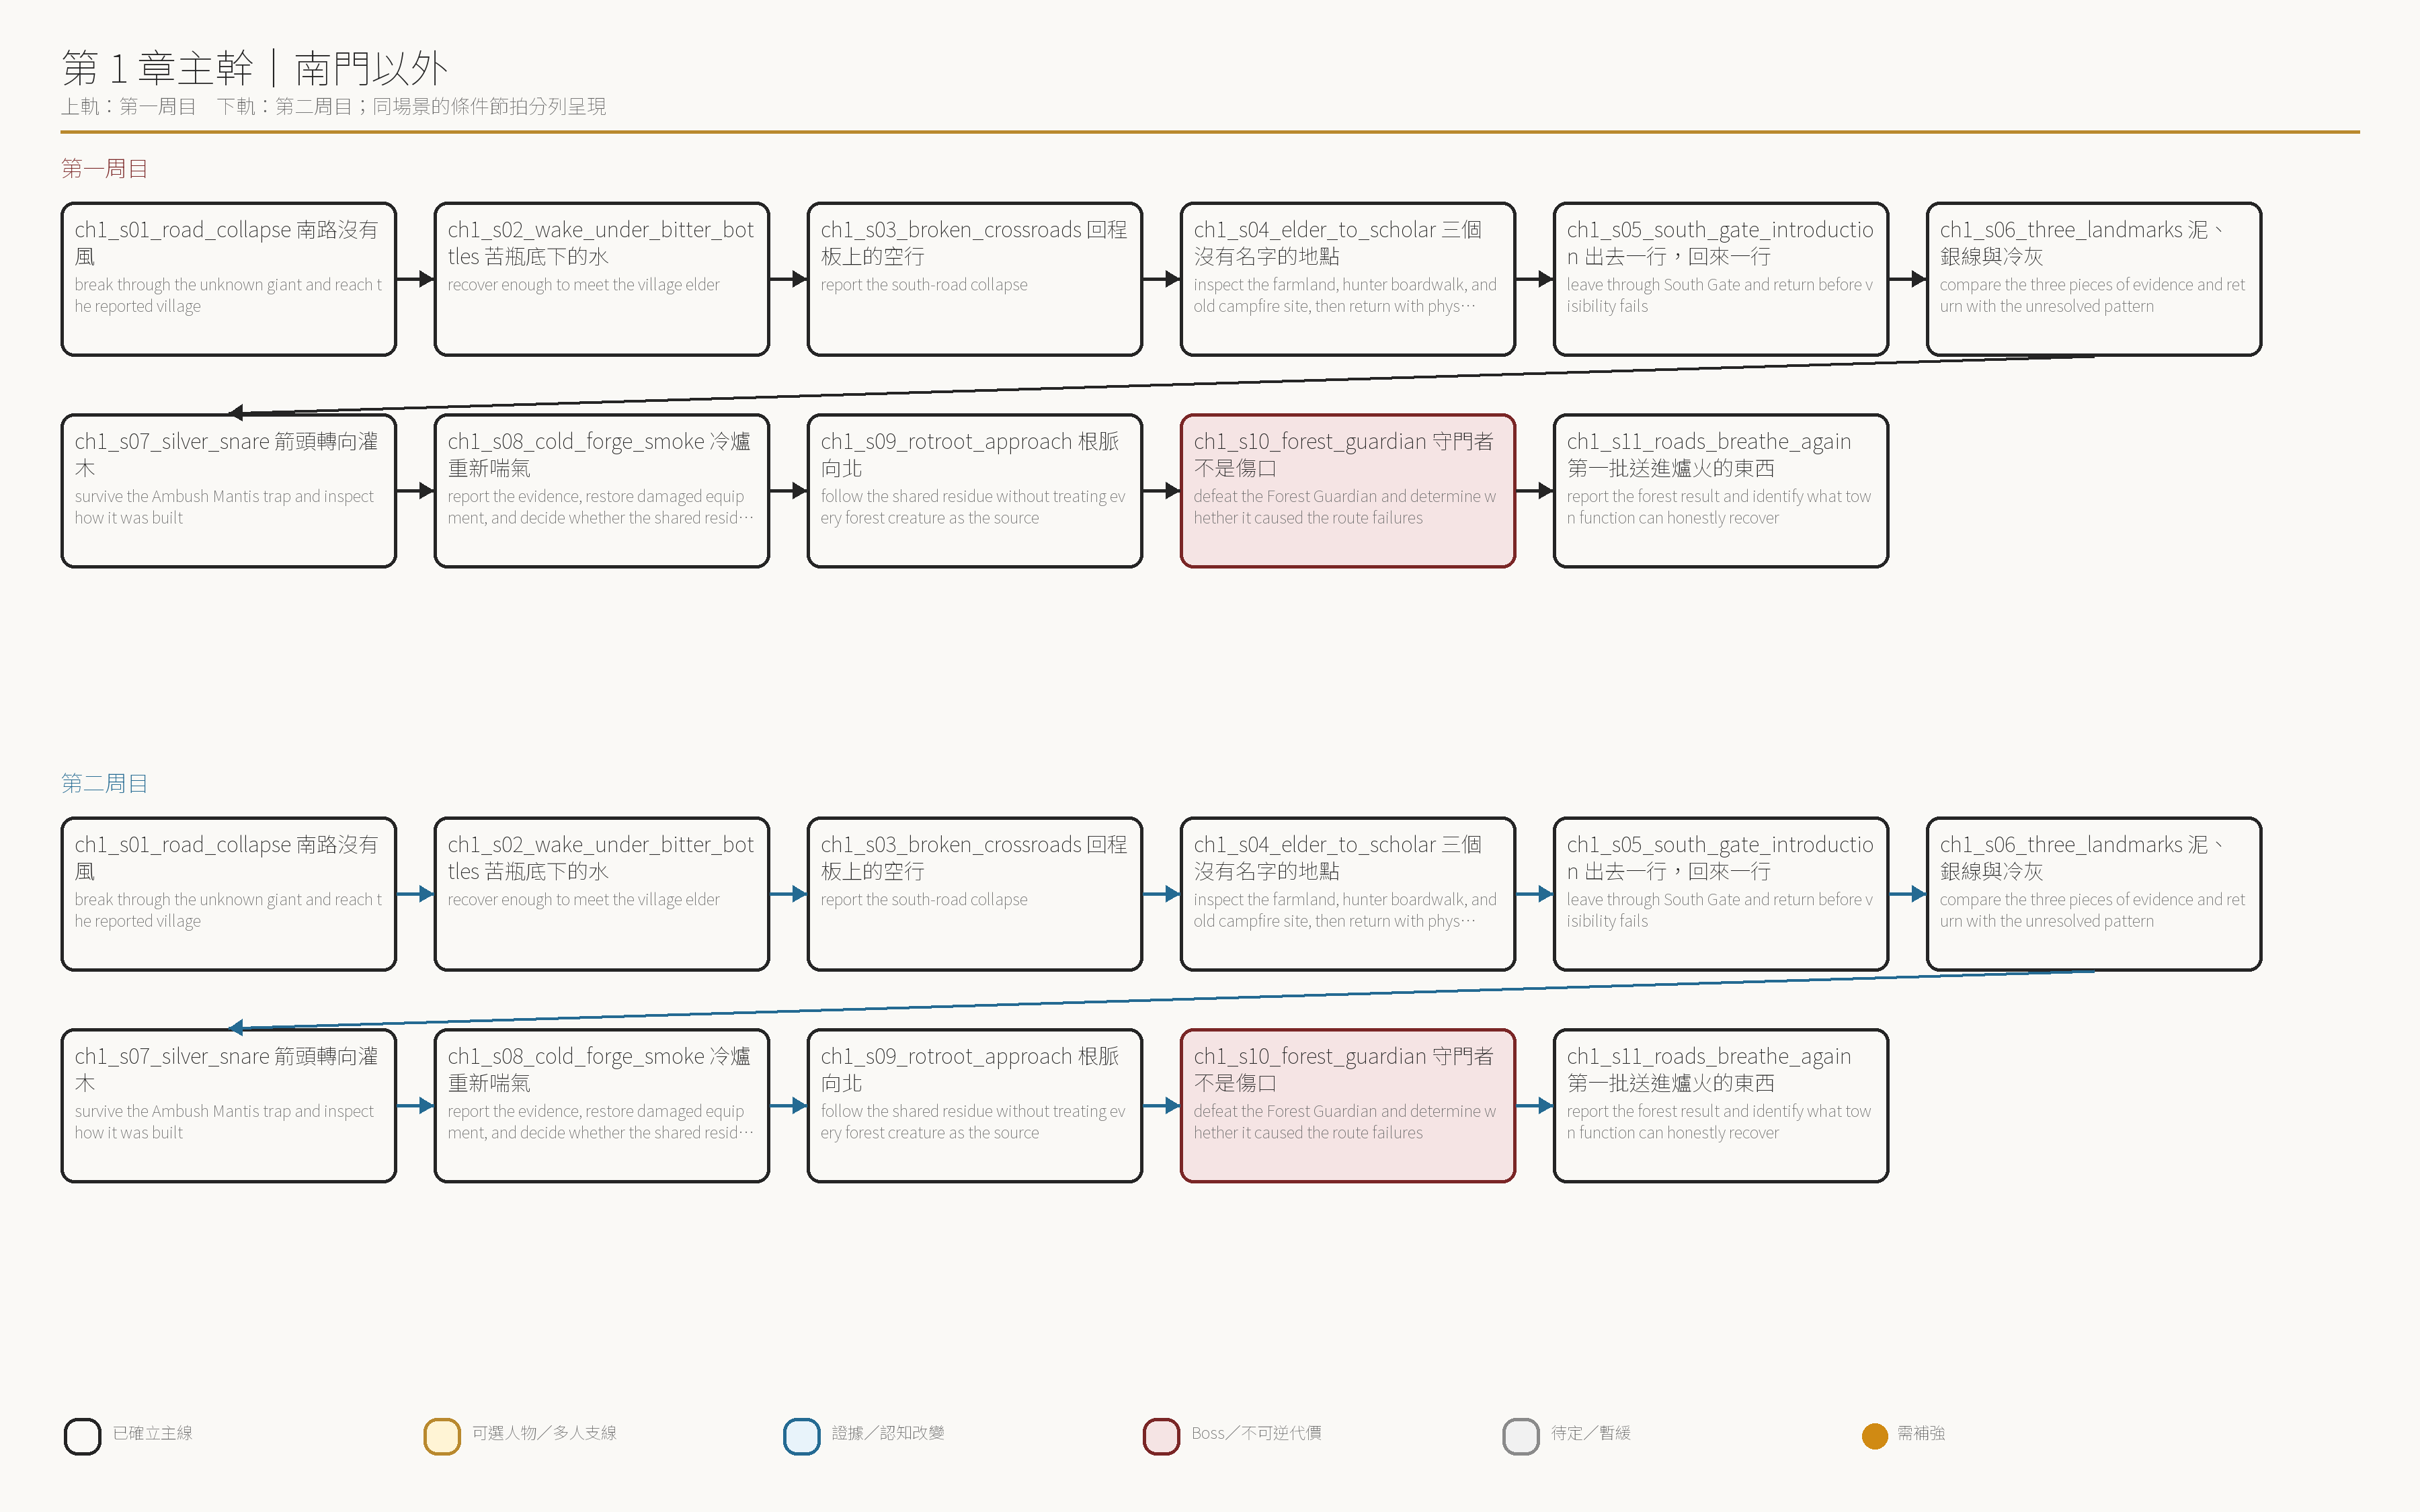 第 1 章主幹｜南門以外
上軌：第一周目　下軌：第二周目；同場景的條件節拍分列呈現
第一周目
ch1_s01_road_collapse 南路沒有
風
break through the unknown giant and reach t
he reported village
ch1_s02_wake_under_bitter_bot
tles 苦瓶底下的水
recover enough to meet the village elder
ch1_s03_broken_crossroads 回程
板上的空行
report the south-road collapse
ch1_s04_elder_to_scholar 三個
沒有名字的地點
inspect the farmland, hunter boardwalk, and
old campfire site, then return with phys…
ch1_s05_south_gate_introductio
n 出去一行，回來一行
leave through South Gate and return before v
isibility fails
ch1_s06_three_landmarks 泥、
銀線與冷灰
compare the three pieces of evidence and ret
urn with the unresolved pattern
ch1_s07_silver_snare 箭頭轉向灌
木
survive the Ambush Mantis trap and inspect
how it was built
ch1_s08_cold_forge_smoke 冷爐
重新喘氣
report the evidence, restore damaged equip
ment, and decide whether the shared resid…
ch1_s09_rotroot_approach 根脈
向北
follow the shared residue without treating ev
ery forest creature as the source
ch1_s10_forest_guardian 守門者
不是傷口
defeat the Forest Guardian and determine w
hether it caused the route failures
ch1_s11_roads_breathe_again
第一批送進爐火的東西
report the forest result and identify what tow
n function can honestly recover
第二周目
ch1_s01_road_collapse 南路沒有
風
break through the unknown giant and reach t
he reported village
ch1_s02_wake_under_bitter_bot
tles 苦瓶底下的水
recover enough to meet the village elder
ch1_s03_broken_crossroads 回程
板上的空行
report the south-road collapse
ch1_s04_elder_to_scholar 三個
沒有名字的地點
inspect the farmland, hunter boardwalk, and
old campfire site, then return with phys…
ch1_s05_south_gate_introductio
n 出去一行，回來一行
leave through South Gate and return before v
isibility fails
ch1_s06_three_landmarks 泥、
銀線與冷灰
compare the three pieces of evidence and ret
urn with the unresolved pattern
ch1_s07_silver_snare 箭頭轉向灌
木
survive the Ambush Mantis trap and inspect
how it was built
ch1_s08_cold_forge_smoke 冷爐
重新喘氣
report the evidence, restore damaged equip
ment, and decide whether the shared resid…
ch1_s09_rotroot_approach 根脈
向北
follow the shared residue without treating ev
ery forest creature as the source
ch1_s10_forest_guardian 守門者
不是傷口
defeat the Forest Guardian and determine w
hether it caused the route failures
ch1_s11_roads_breathe_again
第一批送進爐火的東西
report the forest result and identify what tow
n function can honestly recover
已確立主線
可選人物／多人支線
證據／認知改變
Boss／不可逆代價
待定／暫緩
需補強